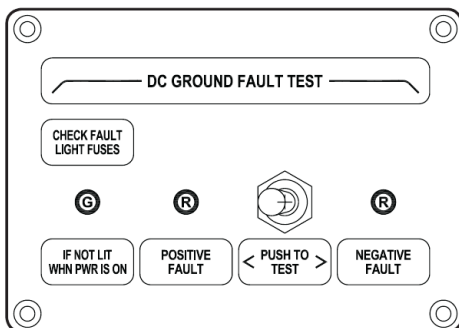 DC GROUND FAULT TEST
CHECK FAULT
LIGHT FUSES
G
R
R
IF NOT LIT
WHN PWR IS ON
POSITIVE
FAULT
< PUSH TO >
TEST
NEGATIVE
FAULT